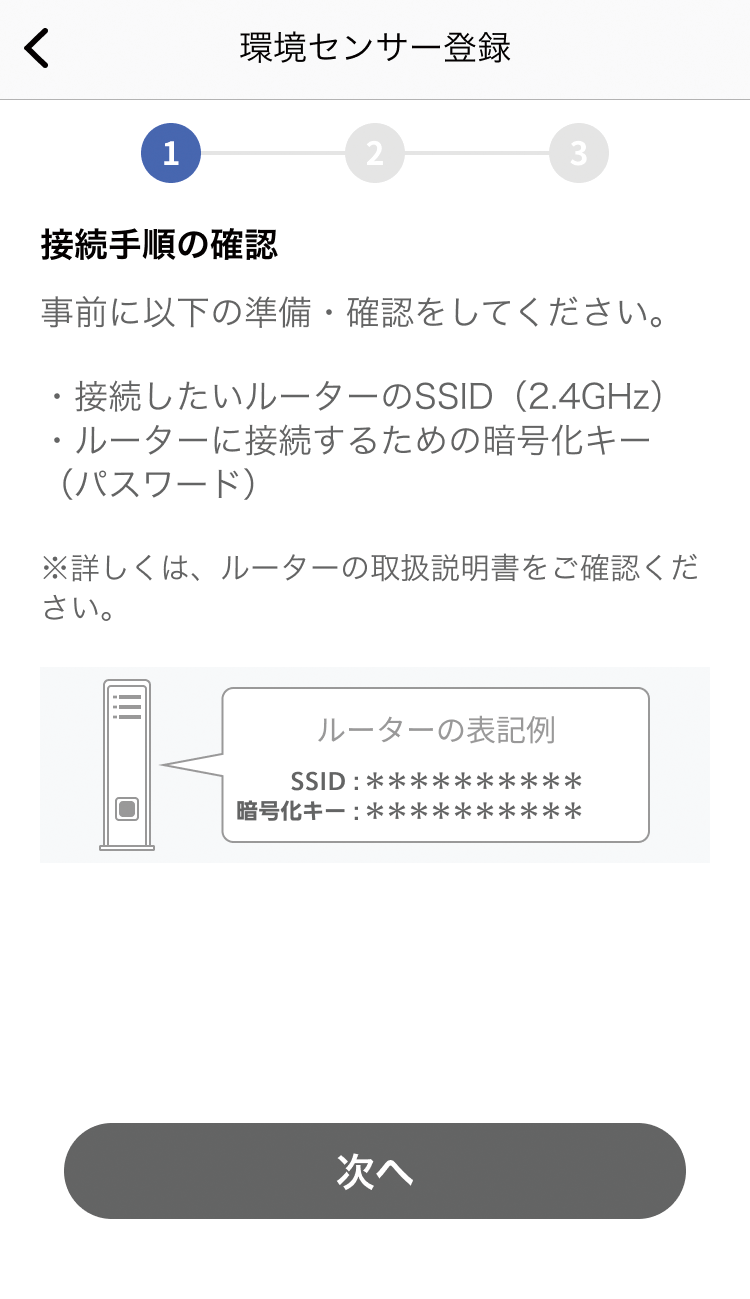 環境センサー登録
1 2 3
接続手順の確認
事前に以下の準備・確認をしてください。
・接続したいルーターのSSID（2.4GHz）
・ルーターに接続するための暗号化キー
（パスワード）
※詳しくは、ルーターの取扱説明書をご確認くだ
さい。
ルーターの表記例
SSID : ＊＊＊＊＊＊＊＊＊＊
暗号化キー : ＊＊＊＊＊＊＊＊＊＊
次へ